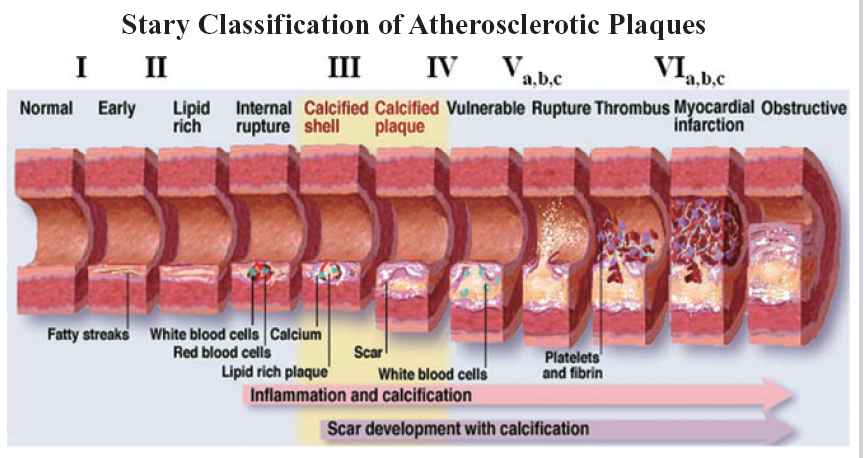 Stary Classification of Atherosclerotic Plaques
I II III IV Va,b,c VIa,b,c
Normal Early Lipid rich Internal rupture Calcified shell Calcified plaque Vulnerable Rupture Thrombus Myocardial infarction Obstructive
Fatty streaks
White blood cells
Red blood cells
Calcium
Lipid rich plaque
Scar
White blood cells
Platelets
and fibrin
Inflammation and calcification
Scar development with calcification